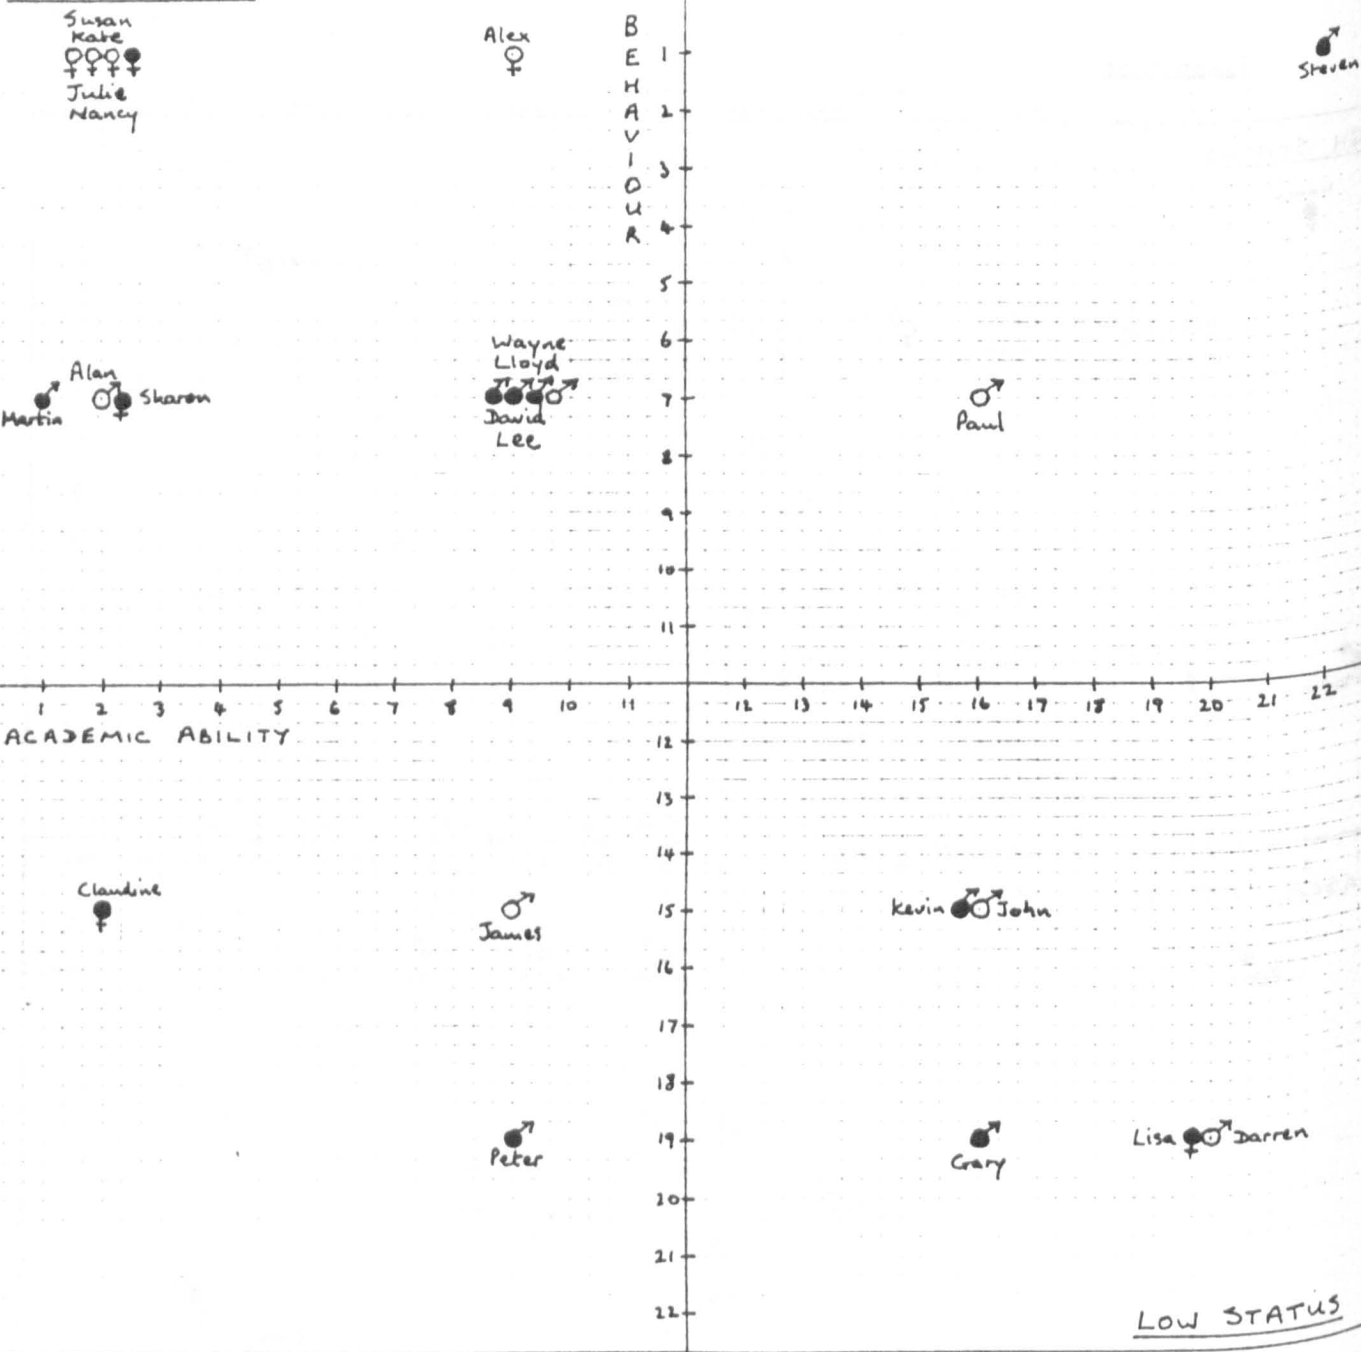 Susan
Kate
Julie
Nancy
Alex
B
E
H
A
V
I
O
U
R
1
2
3
4
5
6
7
8
9
10
11
Steven
Alan
Martin
Sharon
Wayne
Lloyd
David
Lee
Paul
1 2 3 4 5 6 7 8 9 10 11 12 13 14 15 16 17 18 19 20 21 22
ACADEMIC ABILITY
12
13
14
15
16
17
18
19
20
21
22
Claudine
James
Kevin John
Peter
Gary
Lisa Darren
LOW STATUS